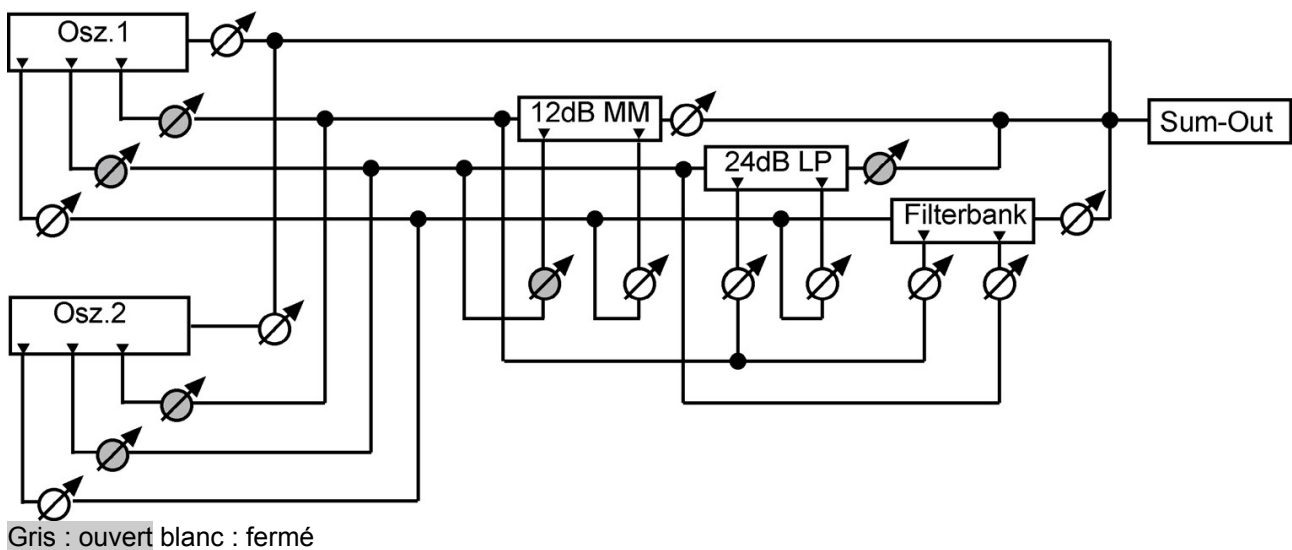 Osz.1
12dB MM
Sum-Out
24dB LP
Filterbank
Osz.2
Gris : ouvert blanc : fermé